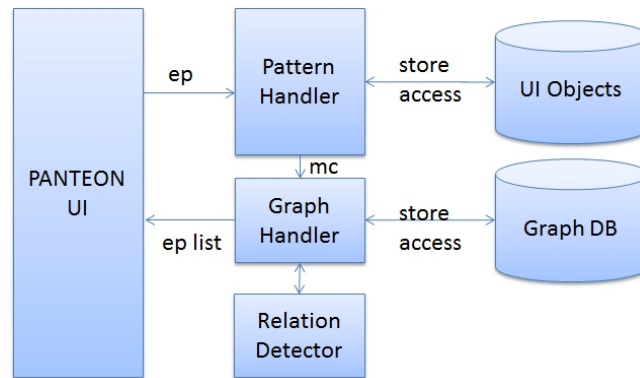 PANTEON
UI
ep
Pattern
Handler
store
access
UI Objects
mc
ep list
Graph
Handler
store
access
Graph DB
Relation
Detector